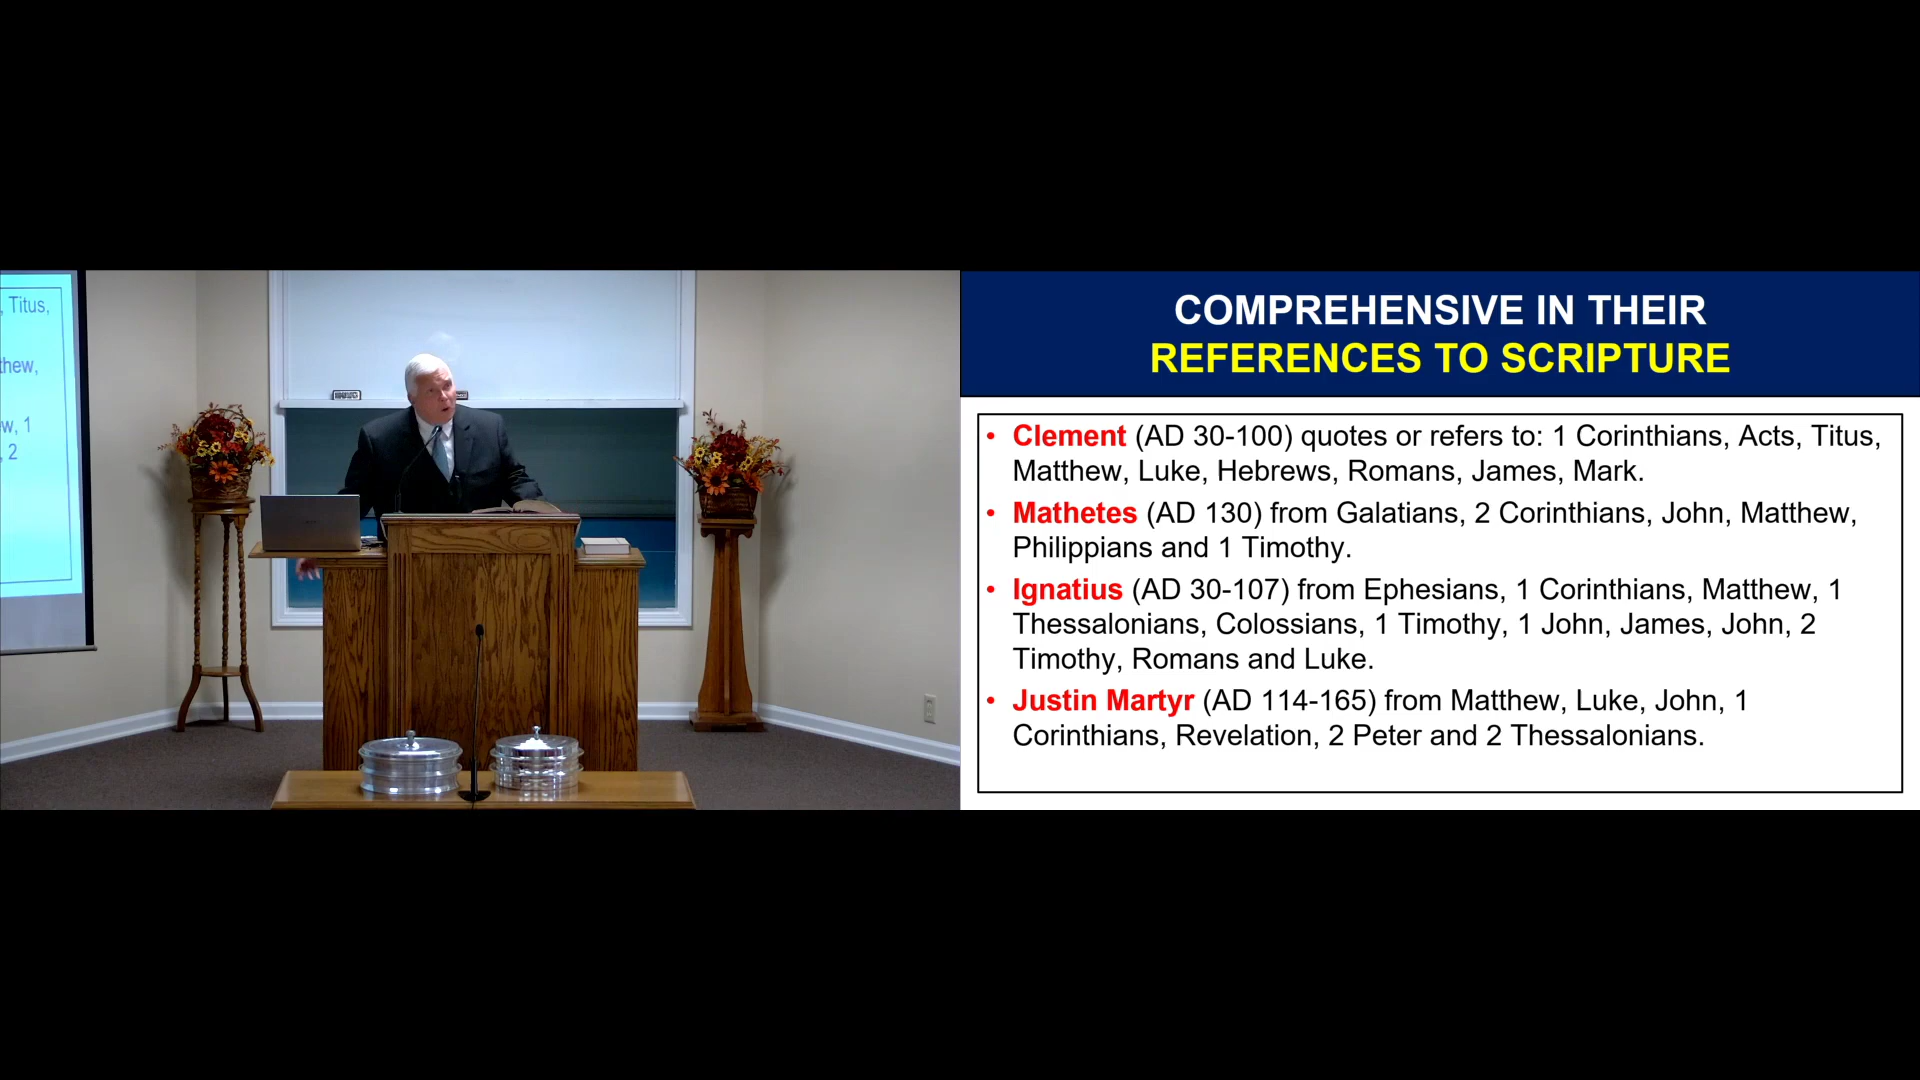 , Titus,
thew,
w, 1
, 2
COMPREHENSIVE IN THEIR
REFERENCES TO SCRIPTURE
• Clement (AD 30-100) quotes or refers to: 1 Corinthians, Acts, Titus,
Matthew, Luke, Hebrews, Romans, James, Mark.
• Mathetes (AD 130) from Galatians, 2 Corinthians, John, Matthew,
Philippians and 1 Timothy.
• Ignatius (AD 30-107) from Ephesians, 1 Corinthians, Matthew, 1
Thessalonians, Colossians, 1 Timothy, 1 John, James, John, 2
Timothy, Romans and Luke.
• Justin Martyr (AD 114-165) from Matthew, Luke, John, 1
Corinthians, Revelation, 2 Peter and 2 Thessalonians.